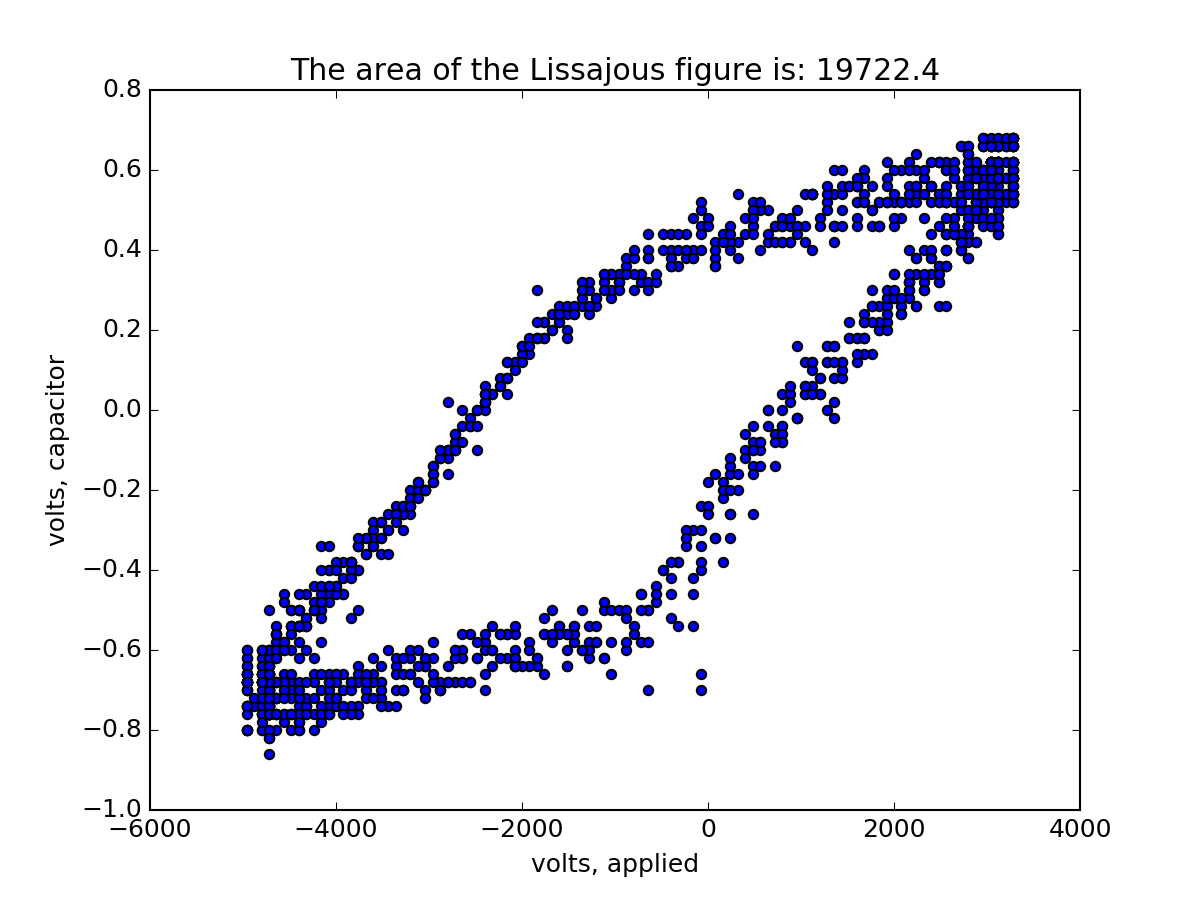 The area of the Lissajous figure is: 19722.4
0.8
0.6
0.4
0.2
0.0
−0.2
−0.4
−0.6
−0.8
−1.0
volts, capacitor
−6000 −4000 −2000 0 2000 4000
volts, applied